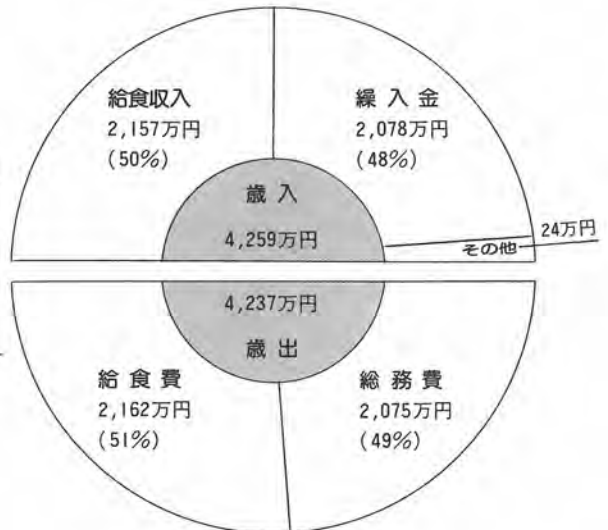 給食収入
2,157万円
(50%)
繰入金
2,078万円
(48%)
歳入
4,259万円
24万円
その他
4,237万円
歳出
給食費
2,162万円
(51%)
総務費
2,075万円
(49%)